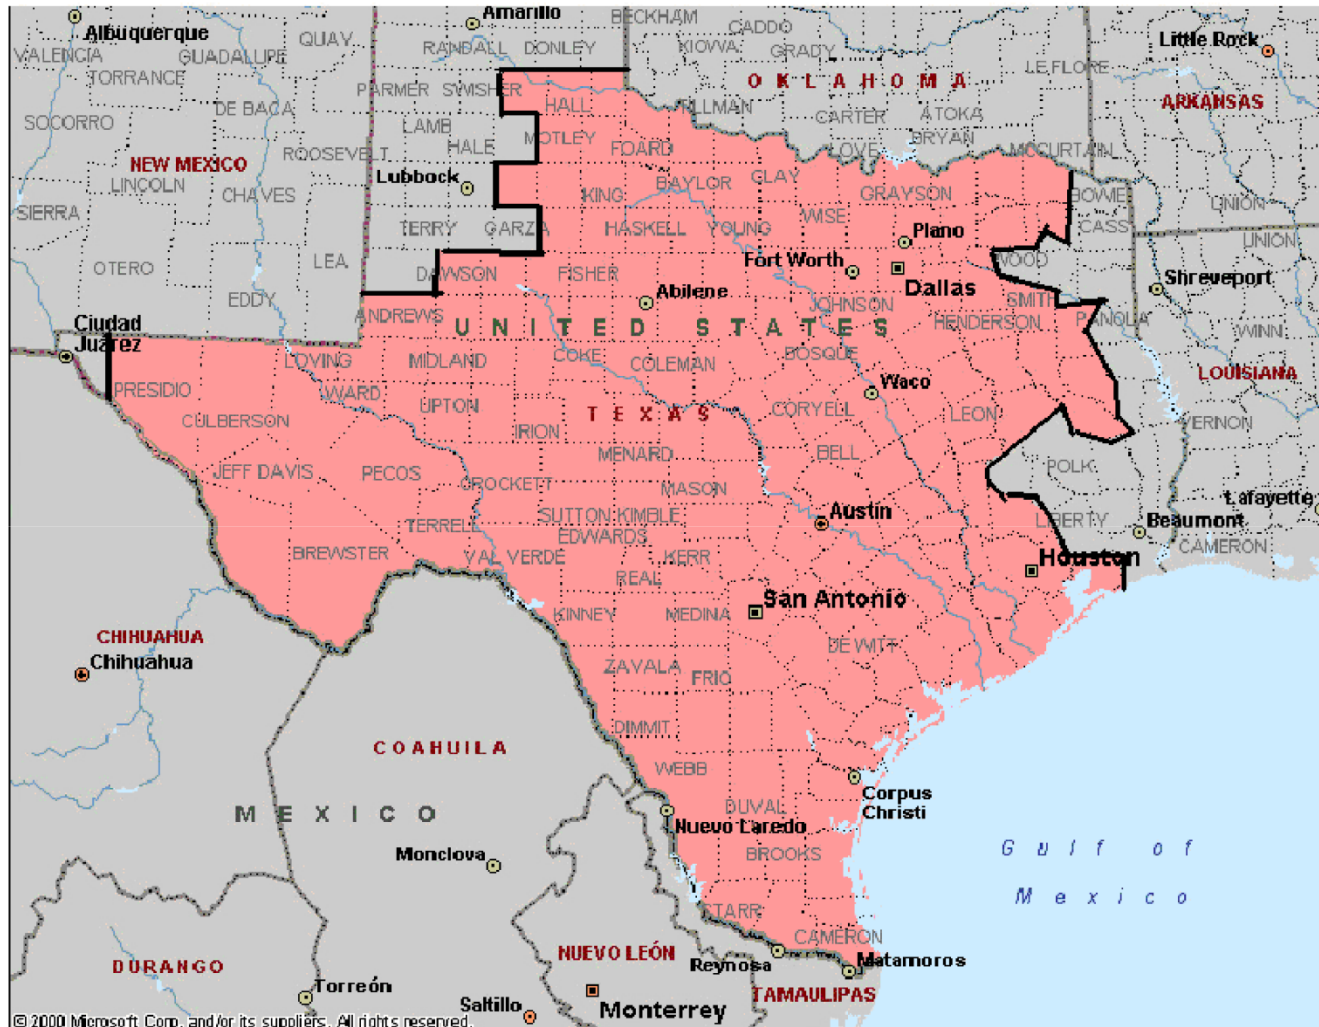 Amarillo
BECKHAM
CADDO
Albuquerque
QUAY
RANDALL
DONLEY
KIOWA
GRADY
Little Rock
VALENCIA
GUADALUPE
TORRANCE
OKLAHOMA
LE FLORE
PARMER
SWISHER
HALL
TILLMAN
ARKANSAS
DE BACA
CARTER
ATOKA
SOCORRO
LAMB
HALE
MOTLEY
FOARD
LOVE
BRYAN
MCCURTAIN
NEW MEXICO
ROOSEVELT
LINCOLN
CHAVES
Lubbock
KING
BAYLOR
CLAY
GRAYSON
BOWIE
UNION
SIERRA
TERRY
GARZA
HASKELL
YOUNG
WISE
Plano
CASS
UNION
OTERO
LEA
DAWSON
FISHER
Fort Worth
WOOD
Shreveport
EDDY
Abilene
Dallas
JOHNSON
SMITH
ANDREWS
HENDERSON
PANOLA
Ciudad
Juárez
UNITED STATES
WINN
LOVING
MIDLAND
COKE
COLEMAN
BOSQUE
LOUISIANA
PRESIDIO
WARD
UPTON
Waco
CULBERSON
TEXAS
CORYELL
LEON
VERNON
IRION
MENARD
BELL
JEFF DAVIS
PECOS
CROCKETT
MASON
POLK
Lafayette
TERRELL
SUTTON
KIMBLE
Austin
LIBERTY
Beaumont
EDWARDS
BREWSTER
VAL VERDE
KERR
Houston
CAMERON
REAL
San Antonio
KINNEY
MEDINA
CHIHUAHUA
DE WITT
Chihuahua
ZAVALA
FRIO
DIMMIT
COAHUILA
WEBB
Corpus
Christi
DUVAL
MEXICO
Nuevo Laredo
Monclova
BROOKS
Gulf of
Mexico
STARR
CAMERON
DURANGO
NUEVO LEÓN
Reynosa
Matamoros
Torreón
Saltillo
Monterrey
TAMAULIPAS
© 2000 Microsoft Corp. and/or its suppliers. All rights reserved.